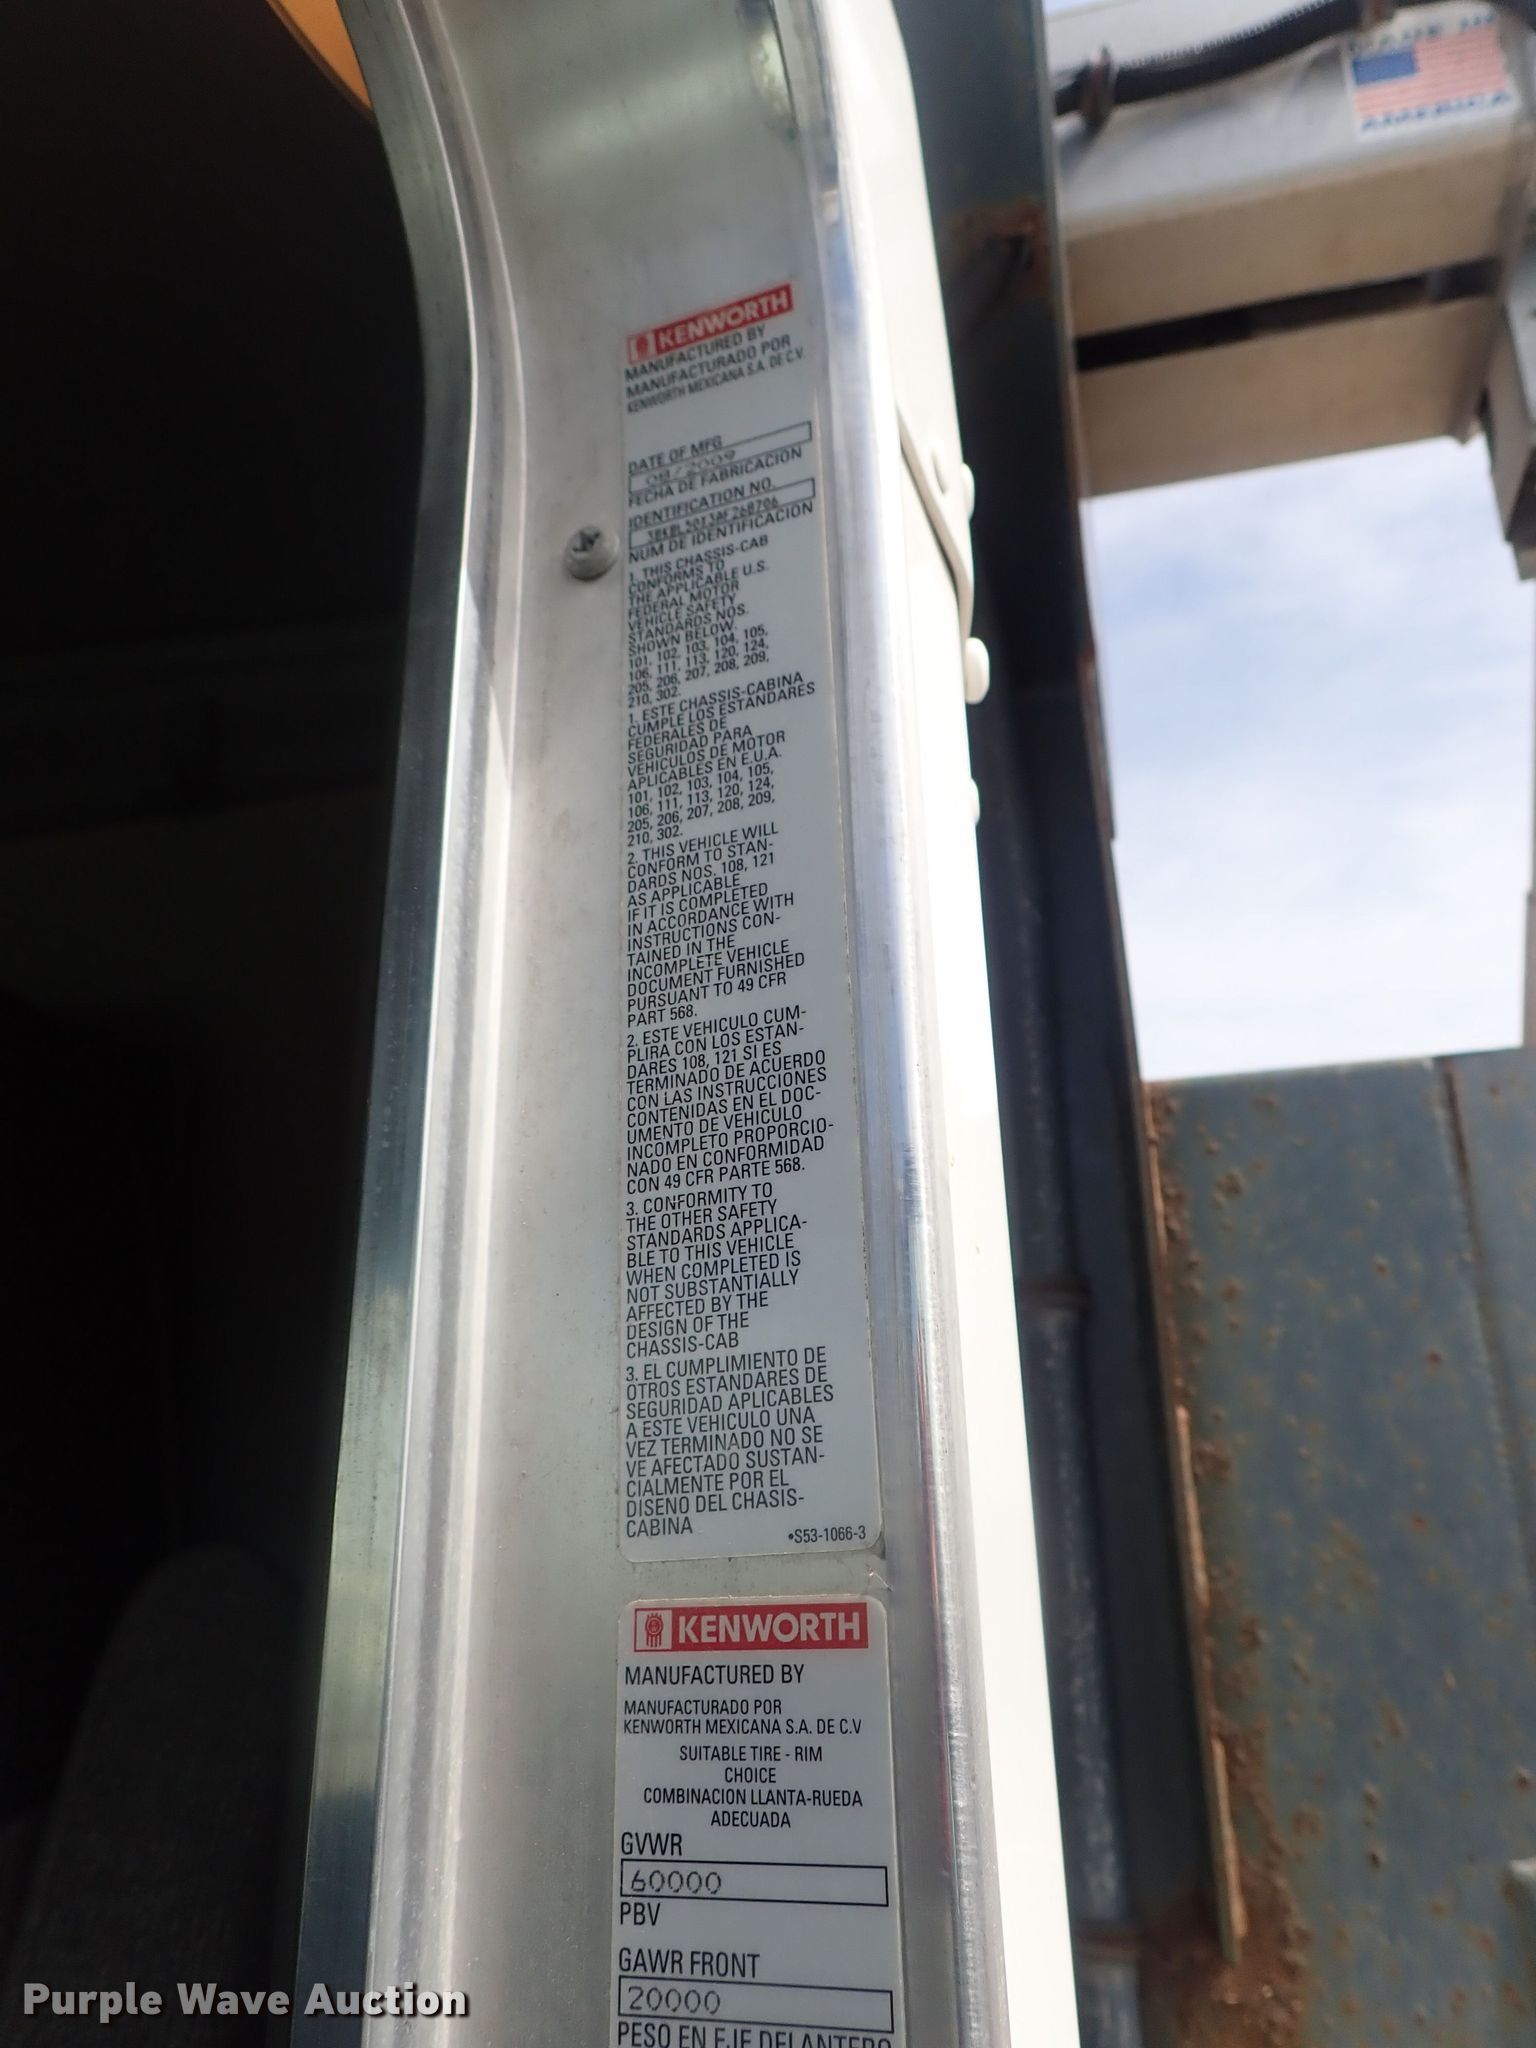 MADE IN
AMERICA
KENWORTH
MANUFACTURED BY
MANUFACTURADO POR
KENWORTH MEXICANA S.A. DE C.V.
DATE OF MFG
08/2009
FECHA DE FABRICACION
IDENTIFICATION NO.
NUM DE IDENTIFICACION
1. THIS CHASSIS-CAB
CONFORMS TO
THE APPLICABLE U.S.
FEDERAL MOTOR
VEHICLE SAFETY
STANDARDS NOS.
SHOWN BELOW.
101, 102, 103, 104, 105,
106, 111, 113, 120, 124,
205, 206, 207, 208, 209,
210, 302.
1. ESTE CHASSIS-CABINA
CUMPLE LOS ESTANDARES
FEDERALES DE
SEGURIDAD PARA
VEHICULOS DE MOTOR
APLICABLES EN E.U.A.
101, 102, 103, 104, 105,
106, 111, 113, 120, 124,
205, 206, 207, 208, 209,
210, 302.
2. THIS VEHICLE WILL
CONFORM TO STAN-
DARDS NOS. 108, 121
AS APPLICABLE
IF IT IS COMPLETED
IN ACCORDANCE WITH
INSTRUCTIONS CON-
TAINED IN THE
INCOMPLETE VEHICLE
DOCUMENT FURNISHED
PURSUANT TO 49 CFR
PART 568.
2. ESTE VEHICULO CUM-
PLIRA CON LOS ESTAN-
DARES 108, 121 SI ES
TERMINADO DE ACUERDO
CON LAS INSTRUCCIONES
CONTENIDAS EN EL DOC-
UMENTO DE VEHICULO
INCOMPLETO PROPORCIO-
NADO EN CONFORMIDAD
CON 49 CFR PARTE 568.
3. CONFORMITY TO
THE OTHER SAFETY
STANDARDS APPLICA-
BLE TO THIS VEHICLE
WHEN COMPLETED IS
NOT SUBSTANTIALLY
AFFECTED BY THE
DESIGN OF THE
CHASSIS-CAB
3. EL CUMPLIMIENTO DE
OTROS ESTANDARES DE
SEGURIDAD APLICABLES
A ESTE VEHICULO UNA
VEZ TERMINADO NO SE
VE AFECTADO SUSTAN-
CIALMENTE POR EL
DISENO DEL CHASIS-
CABINA
•S53-1066-3
KENWORTH
MANUFACTURED BY
MANUFACTURADO POR
KENWORTH MEXICANA S.A. DE C.V
SUITABLE TIRE - RIM
CHOICE
COMBINACION LLANTA-RUEDA
ADECUADA
GVWR
60000
PBV
GAWR FRONT
20000
PESO EN EJE DELANTERO
Purple Wave Auction